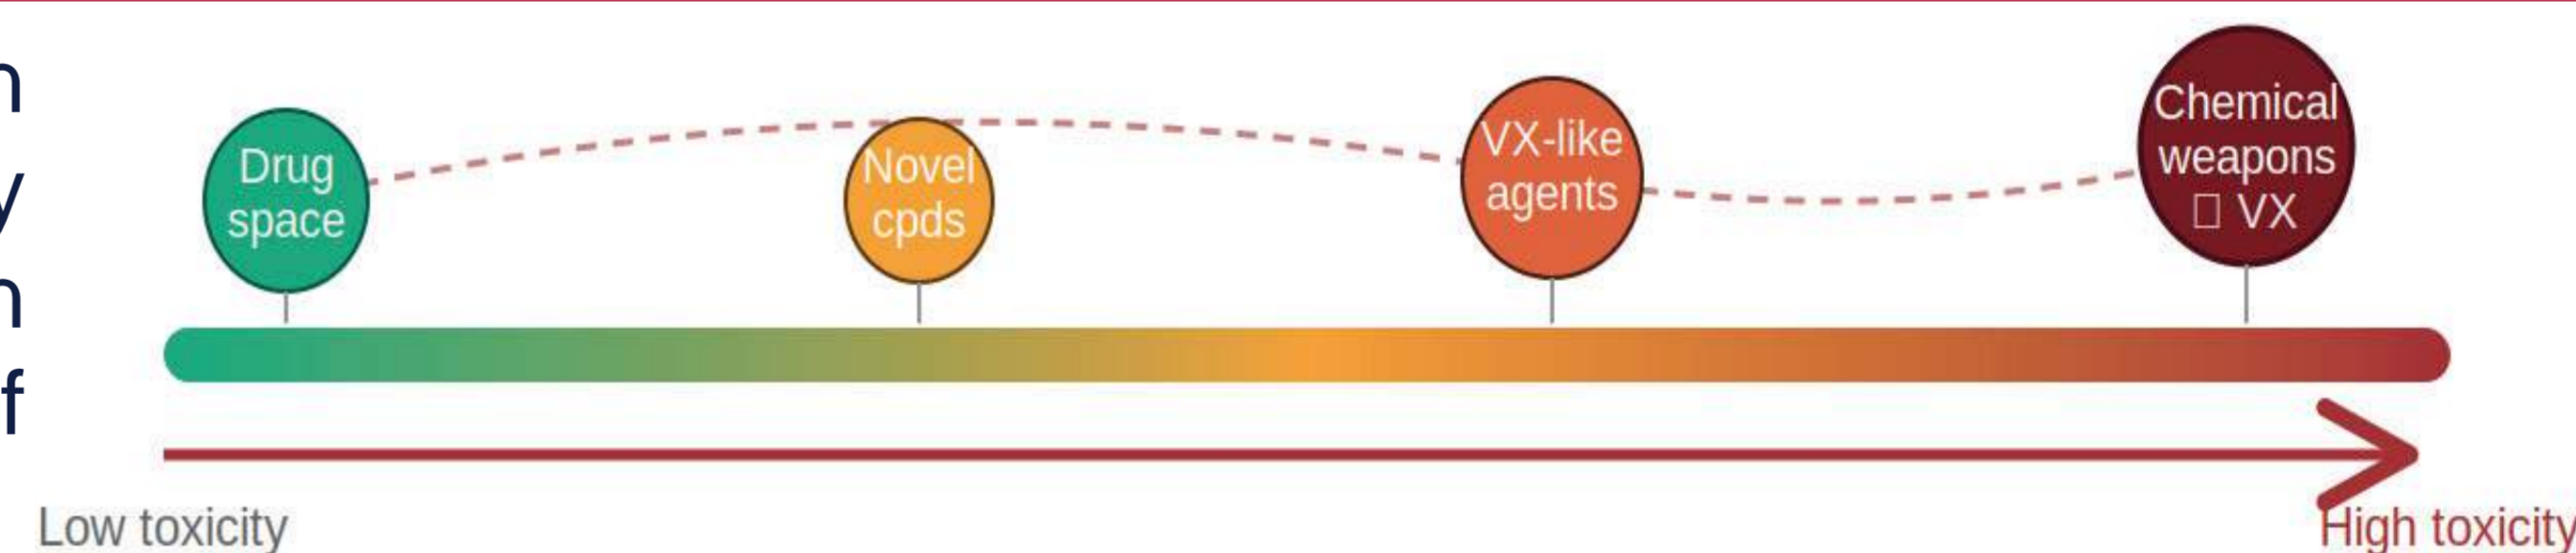 n
y
n
f
Drug
space
Novel
cpds
VX-like
agents
Chemical
weapons
▯ VX
Low toxicity
High toxicity